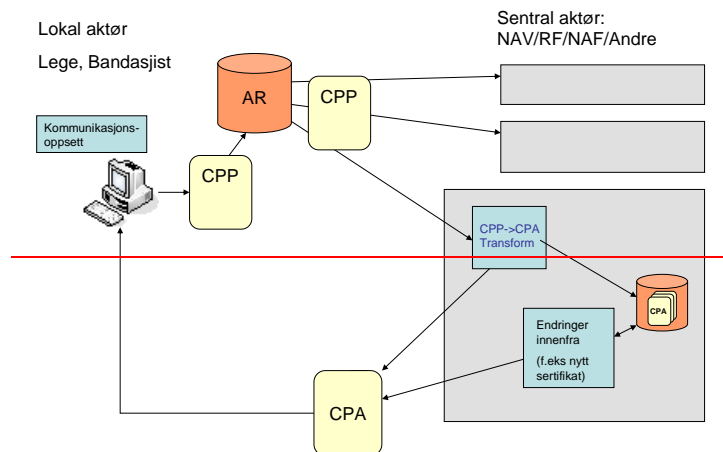 Lokal aktør
Lege, Bandasjist
Sentral aktør:
NAV/RF/NAF/Andre
AR
CPP
Kommunikasjons-
oppsett
CPP
CPP->CPA
Transform
CPA
Endringer
innenfra
(f.eks nytt
sertifikat)
CPA